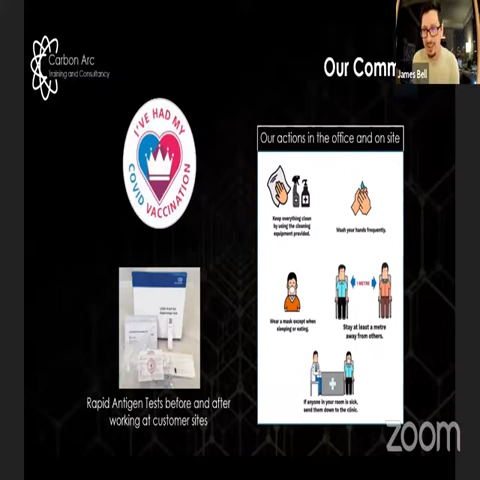 Carbon Arc
Training and Consultancy
Our Comm
James Bell
I'VE HAD MY
COVID VACCINATION
Our actions in the office and on site
Keep everything clean
by using the cleaning
equipment provided.
Wash your hands frequently.
1 METRE
Wear a mask except when
sleeping or eating.
Stay at least a metre
away from others.
If anyone in your room is sick,
send them down to the clinic.
Rapid Antigen Tests before and after
working at customer sites
zoom